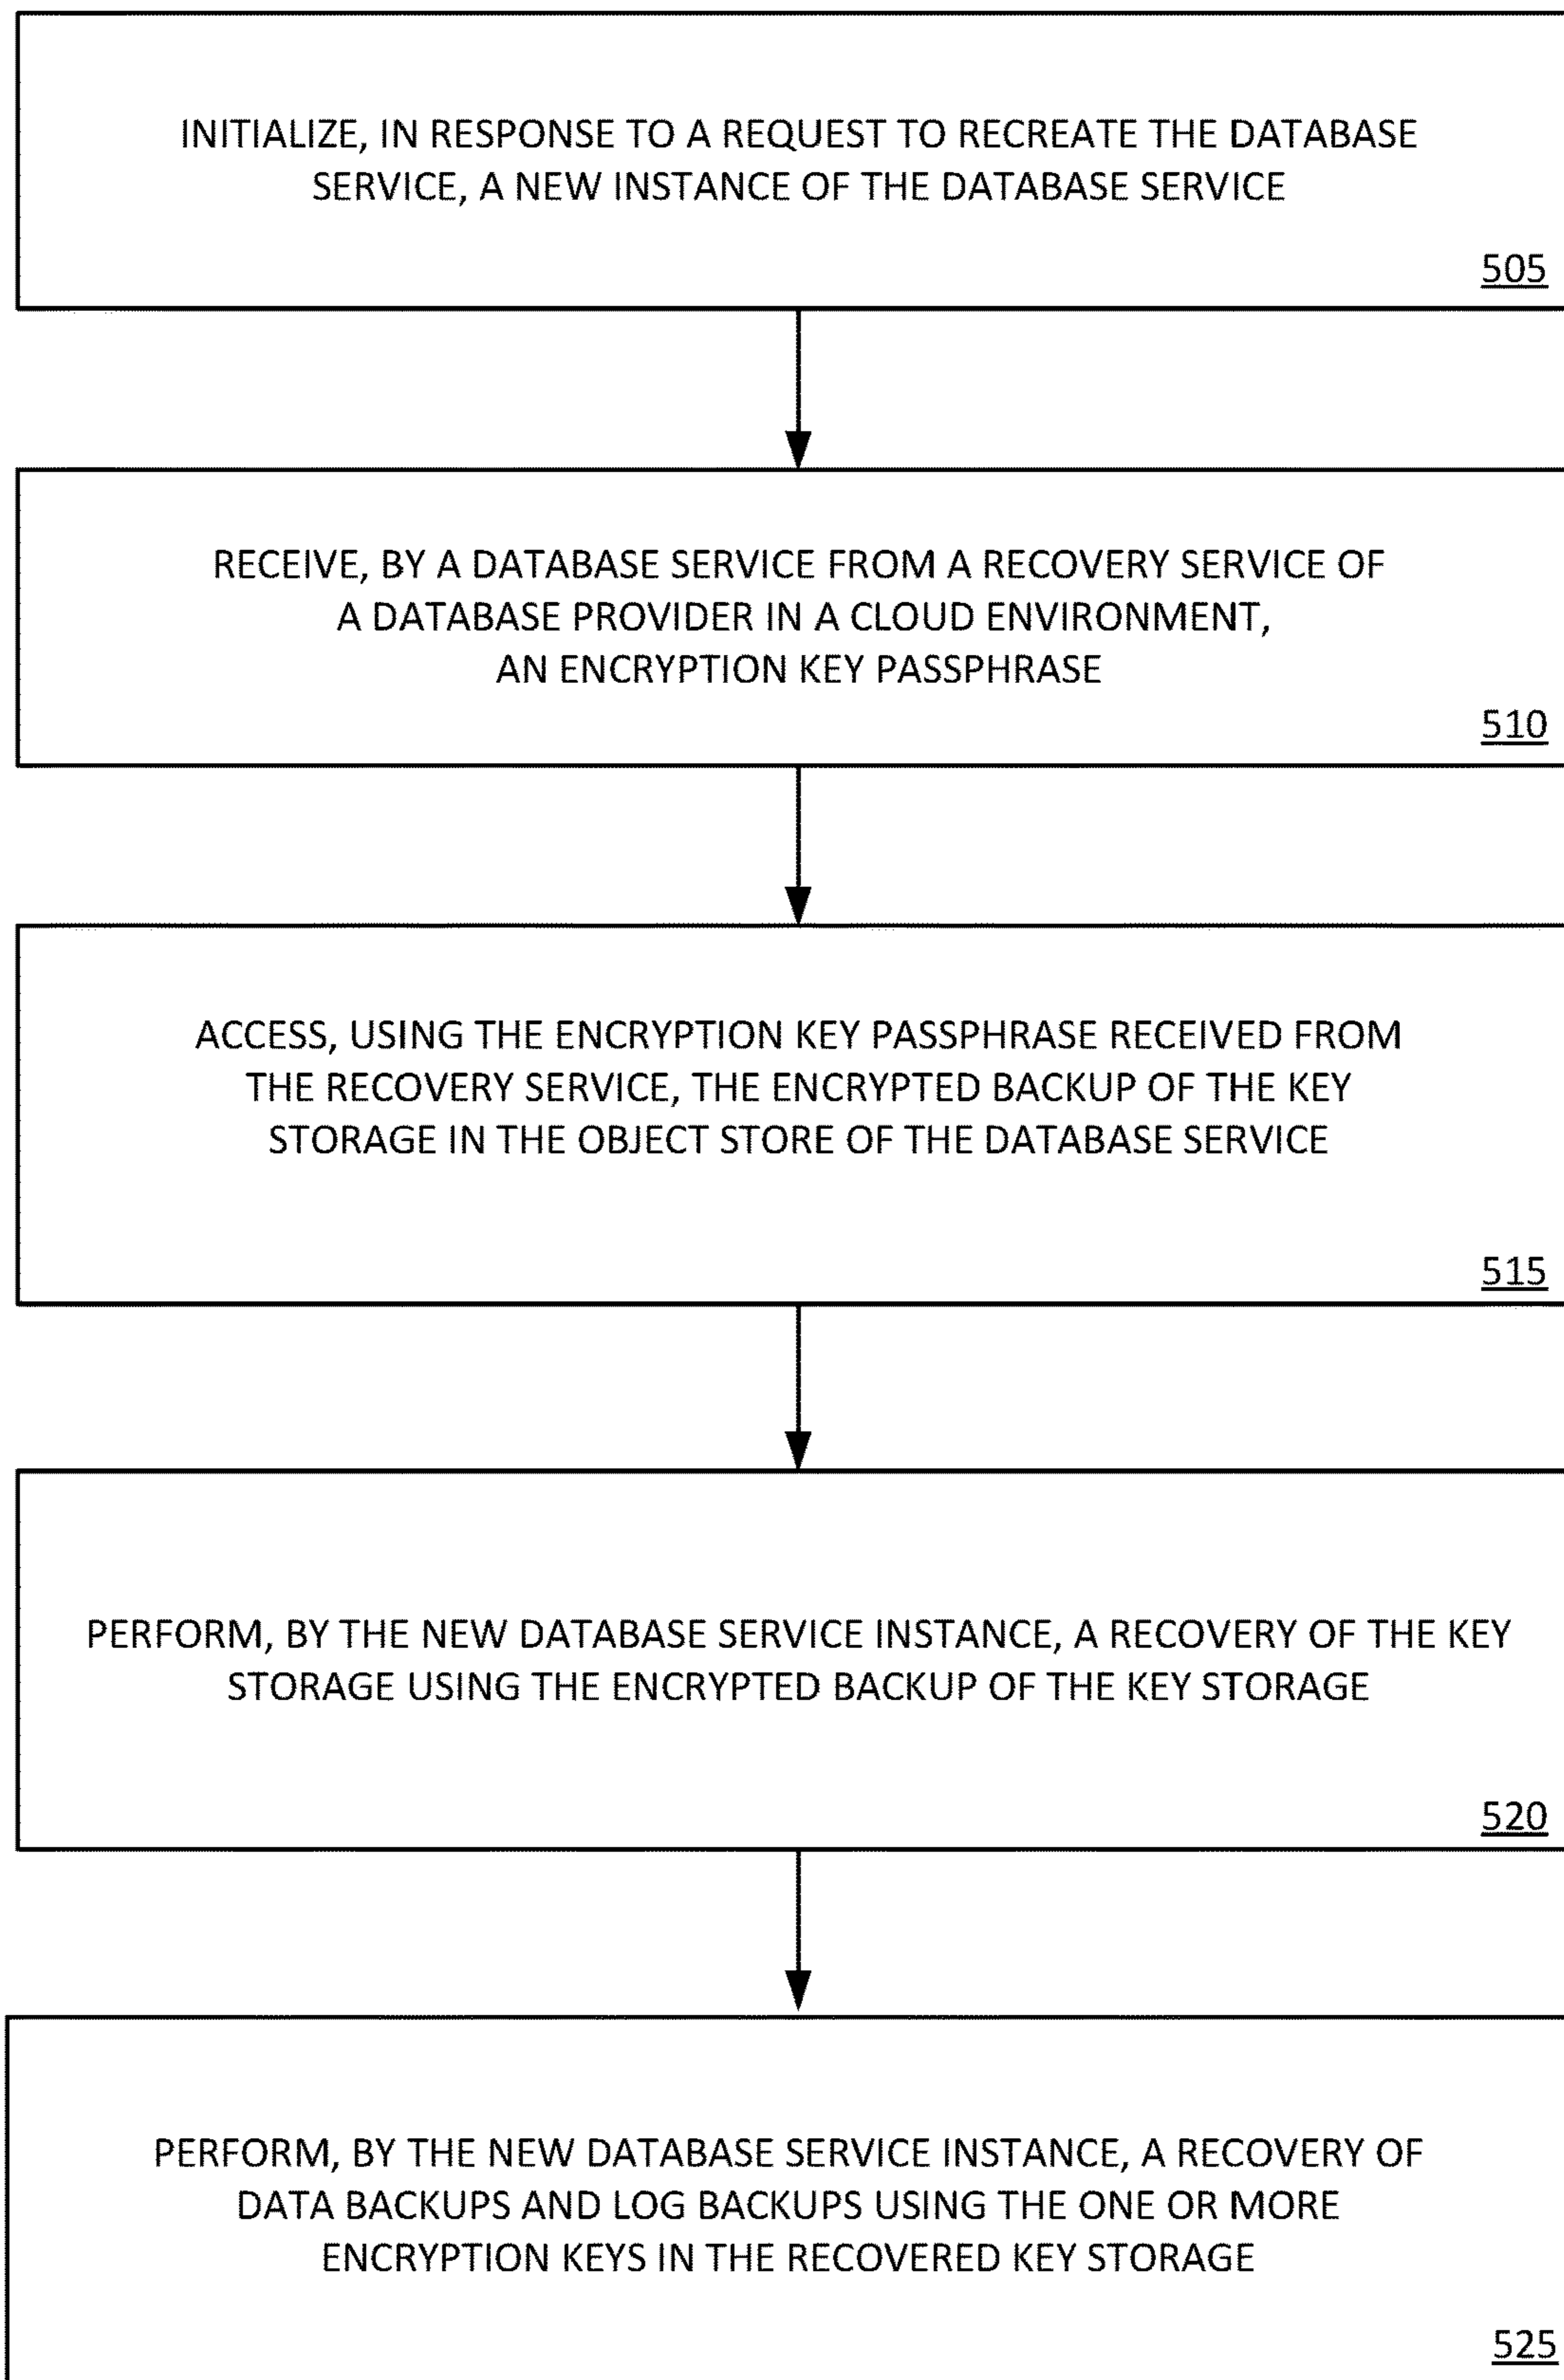 INITIALIZE, IN RESPONSE TO A REQUEST TO RECREATE THE DATABASE
SERVICE, A NEW INSTANCE OF THE DATABASE SERVICE
505
RECEIVE, BY A DATABASE SERVICE FROM A RECOVERY SERVICE OF
A DATABASE PROVIDER IN A CLOUD ENVIRONMENT,
AN ENCRYPTION KEY PASSPHRASE
510
ACCESS, USING THE ENCRYPTION KEY PASSPHRASE RECEIVED FROM
THE RECOVERY SERVICE, THE ENCRYPTED BACKUP OF THE KEY
STORAGE IN THE OBJECT STORE OF THE DATABASE SERVICE
515
PERFORM, BY THE NEW DATABASE SERVICE INSTANCE, A RECOVERY OF THE KEY
STORAGE USING THE ENCRYPTED BACKUP OF THE KEY STORAGE
520
PERFORM, BY THE NEW DATABASE SERVICE INSTANCE, A RECOVERY OF
DATA BACKUPS AND LOG BACKUPS USING THE ONE OR MORE
ENCRYPTION KEYS IN THE RECOVERED KEY STORAGE
525